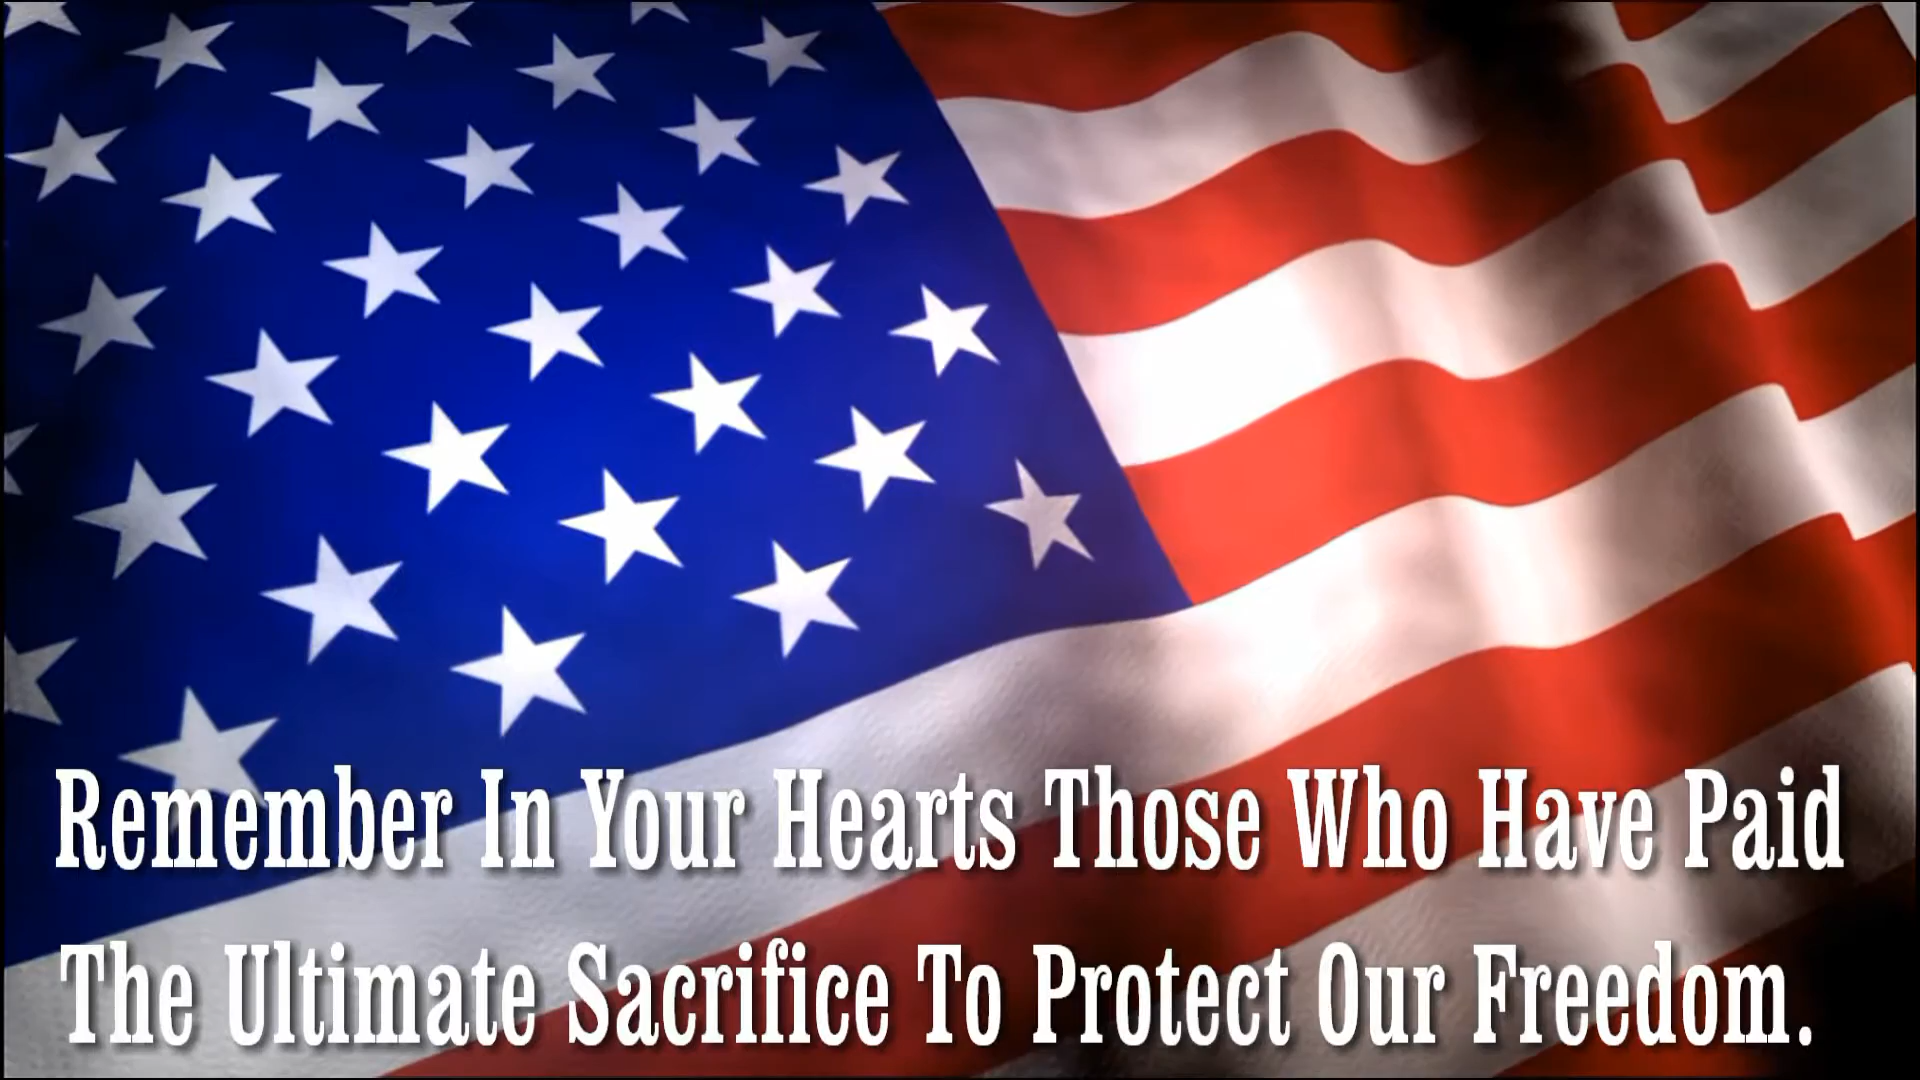 Remember In Your Hearts Those Who Have Paid
The Ultimate Sacrifice To Protect Our Freedom.